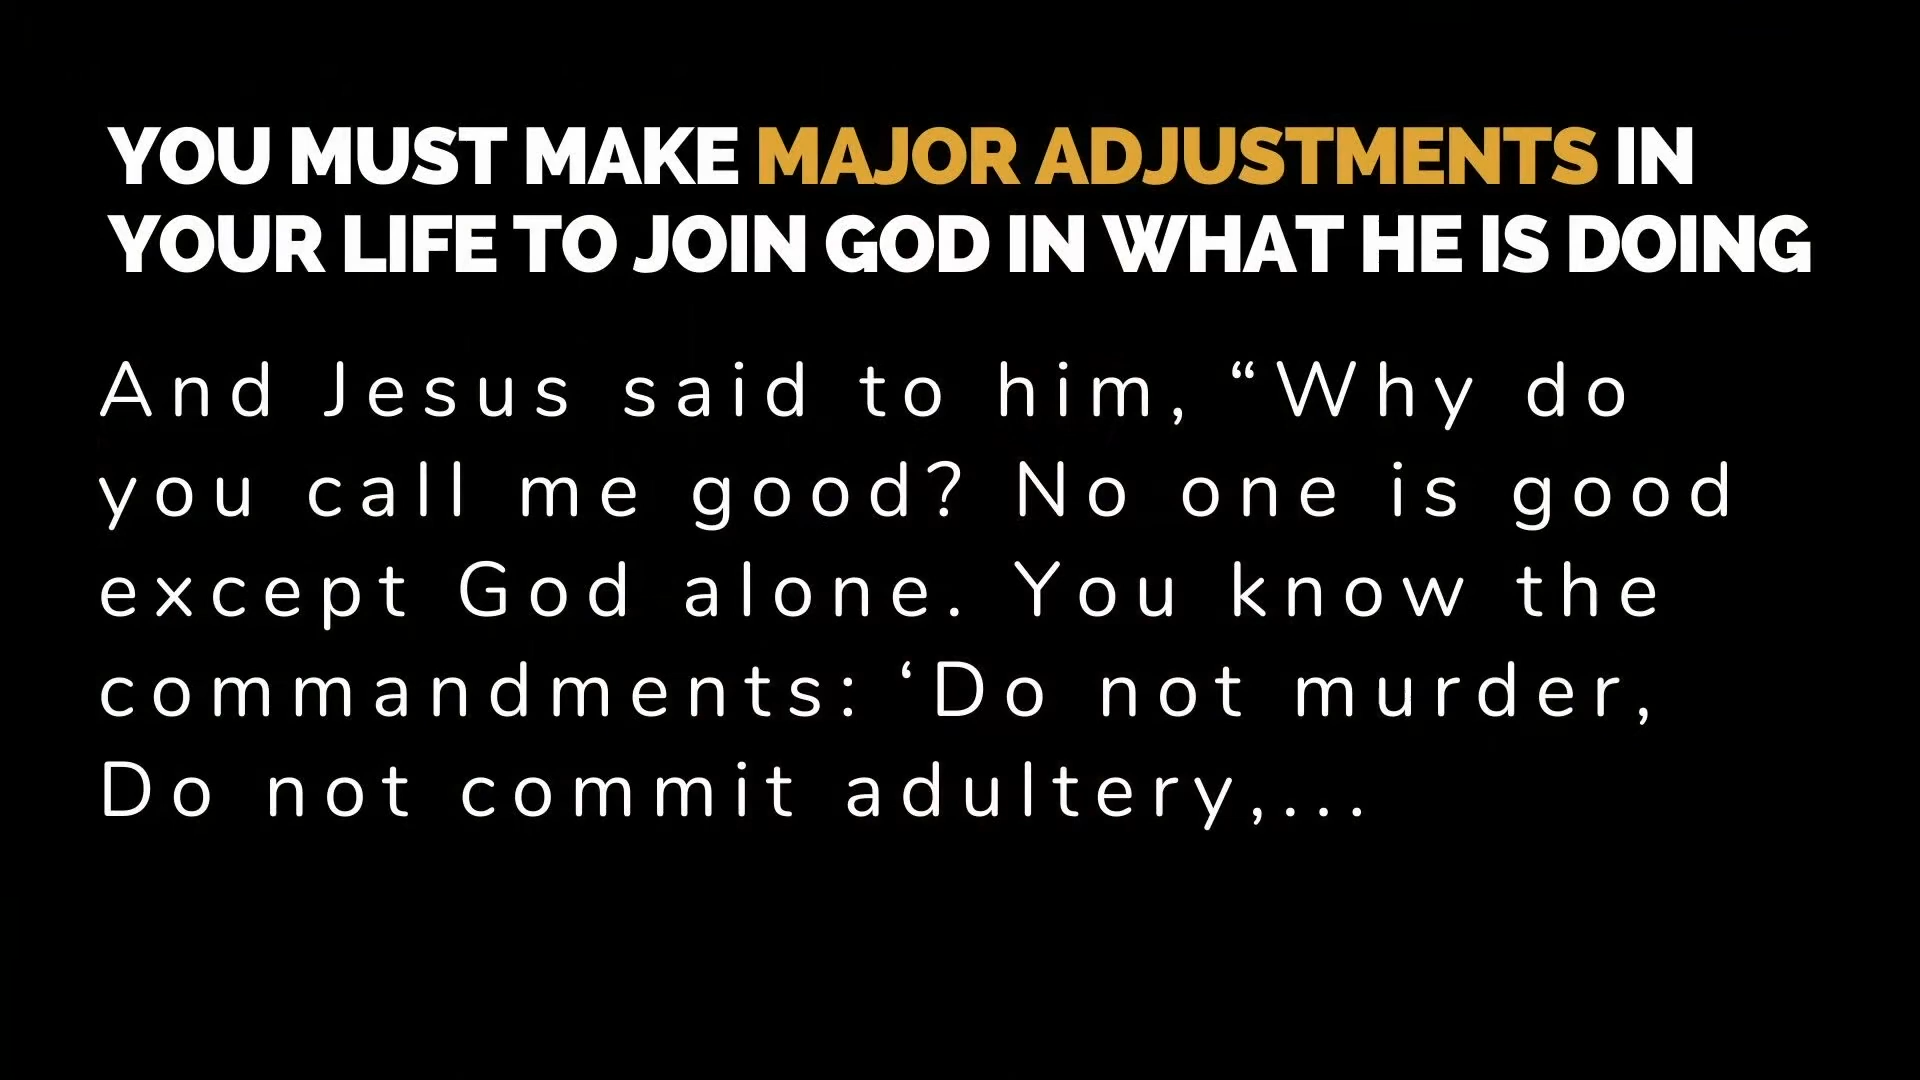 YOU MUST MAKE MAJOR ADJUSTMENTS IN
YOUR LIFE TO JOIN GOD IN WHAT HE IS DOING
And Jesus said to him, “Why do
you call me good? No one is good
except God alone. You know the
commandments: ‘Do not murder,
Do not commit adultery,...